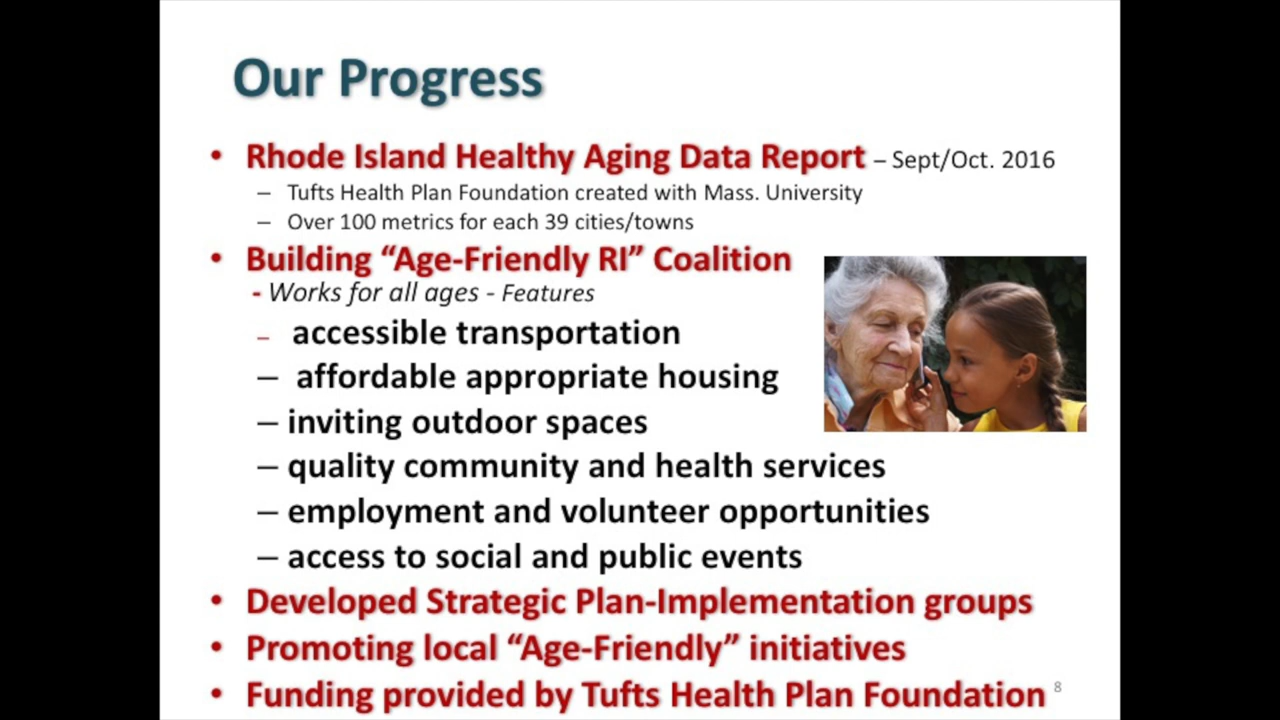 Our Progress
• Rhode Island Healthy Aging Data Report – Sept/Oct. 2016
– Tufts Health Plan Foundation created with Mass. University
– Over 100 metrics for each 39 cities/towns
• Building “Age-Friendly RI” Coalition
- Works for all ages - Features
– accessible transportation
– affordable appropriate housing
– inviting outdoor spaces
– quality community and health services
– employment and volunteer opportunities
– access to social and public events
• Developed Strategic Plan-Implementation groups
• Promoting local “Age-Friendly” initiatives
• Funding provided by Tufts Health Plan Foundation
8